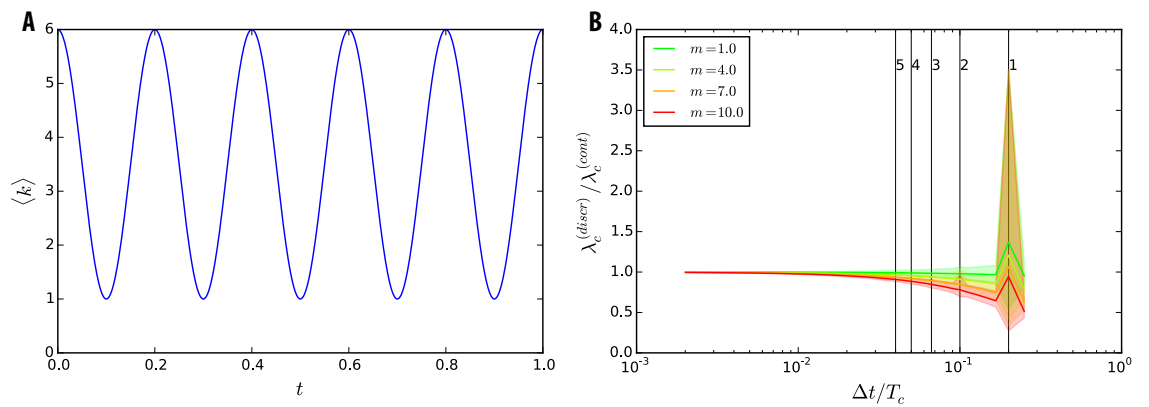 A
6
5
4
3
2
1
0
0.0 0.2 0.4 0.6 0.8 1.0
⟨k⟩
t
B
4.0
3.5
3.0
2.5
2.0
1.5
1.0
0.5
0.0
10⁻³ 10⁻² 10⁻¹ 10⁰
λ_c^(discr)/λ_c^(cont)
Δt/T_c
m=1.0
m=4.0
m=7.0
m=10.0
5 4 3 2 1